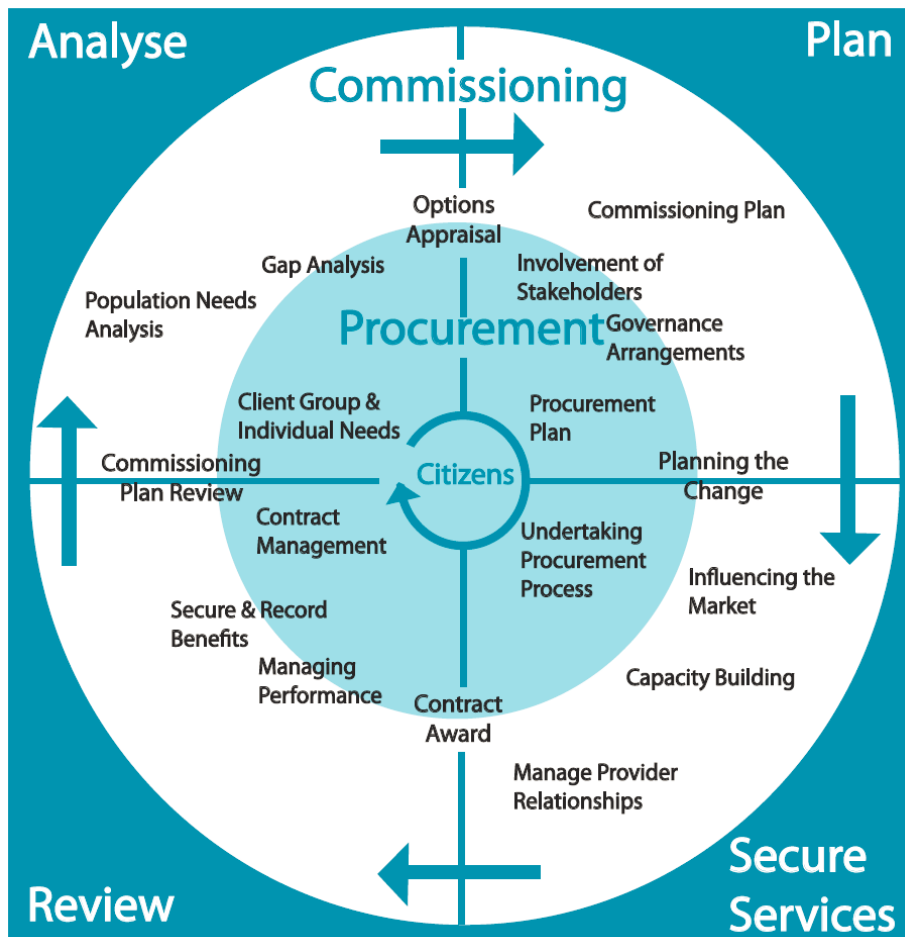 Analyse
Plan
Commissioning
Options
Appraisal
Commissioning Plan
Gap Analysis
Involvement of
Stakeholders
Population Needs
Analysis
Procurement
Governance
Arrangements
Client Group &
Individual Needs
Procurement
Plan
Commissioning
Plan Review
Citizens
Planning the
Change
Contract
Management
Undertaking
Procurement
Process
Influencing the
Market
Secure & Record
Benefits
Managing
Performance
Capacity Building
Contract
Award
Manage Provider
Relationships
Review
Secure
Services